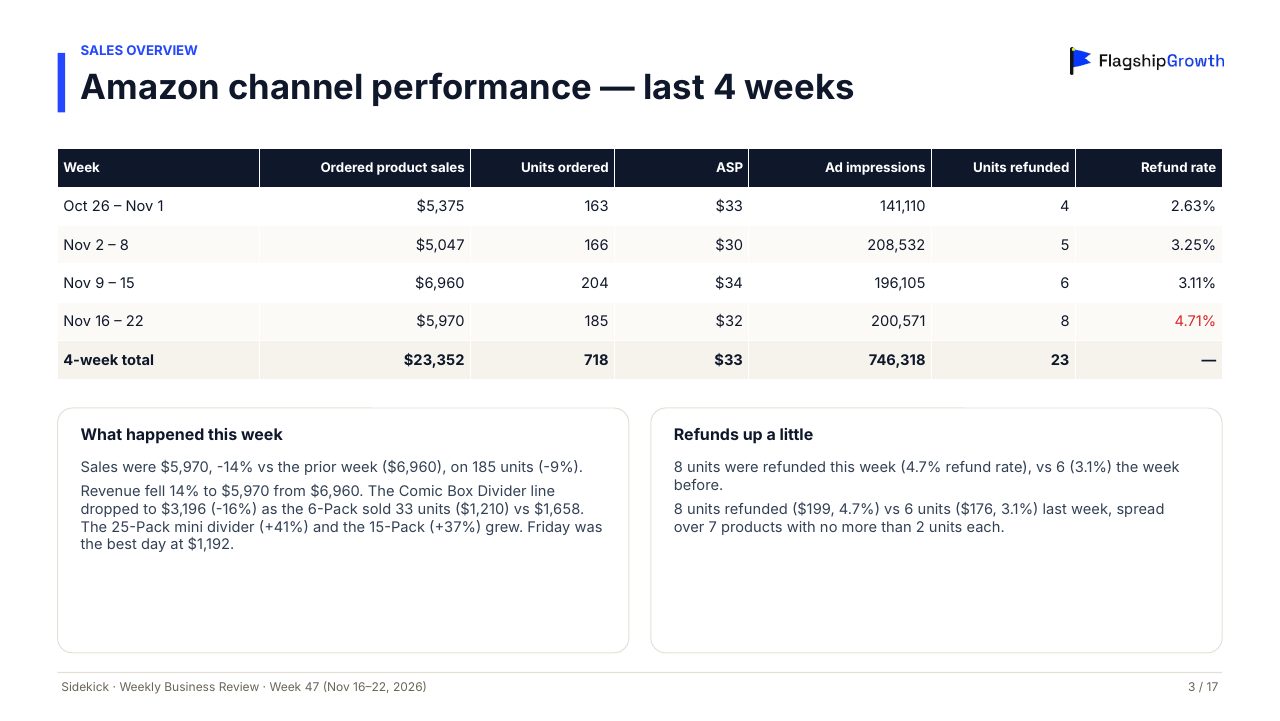 SALES OVERVIEW
Amazon channel performance — last 4 weeks
FlagshipGrowth
Week Ordered product sales Units ordered ASP Ad impressions Units refunded Refund rate
Oct 26 – Nov 1 $5,375 163 $33 141,110 4 2.63%
Nov 2 – 8 $5,047 166 $30 208,532 5 3.25%
Nov 9 – 15 $6,960 204 $34 196,105 6 3.11%
Nov 16 – 22 $5,970 185 $32 200,571 8 4.71%
4-week total $23,352 718 $33 746,318 23 —
What happened this week
Sales were $5,970, -14% vs the prior week ($6,960), on 185 units (-9%).
Revenue fell 14% to $5,970 from $6,960. The Comic Box Divider line
dropped to $3,196 (-16%) as the 6-Pack sold 33 units ($1,210) vs $1,658.
The 25-Pack mini divider (+41%) and the 15-Pack (+37%) grew. Friday was
the best day at $1,192.
Refunds up a little
8 units were refunded this week (4.7% refund rate), vs 6 (3.1%) the week
before.
8 units refunded ($199, 4.7%) vs 6 units ($176, 3.1%) last week, spread
over 7 products with no more than 2 units each.
Sidekick · Weekly Business Review · Week 47 (Nov 16–22, 2026)
3 / 17